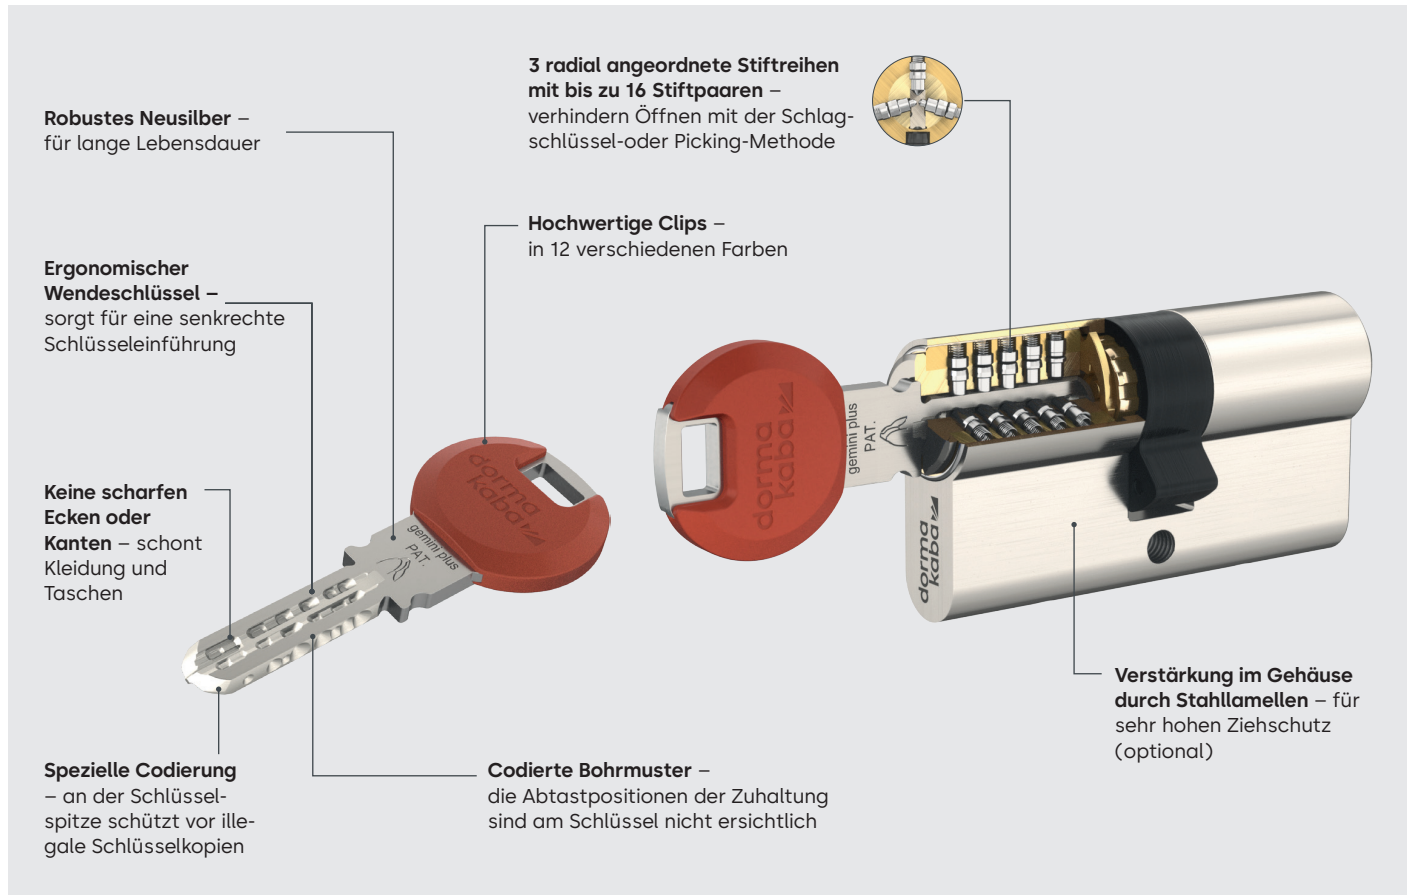 3 radial angeordnete Stiftreihen
mit bis zu 16 Stiftpaaren –
verhindern Öffnen mit der Schlag-
schlüssel-oder Picking-Methode
Robustes Neusilber –
für lange Lebensdauer
Hochwertige Clips –
in 12 verschiedenen Farben
Ergonomischer
Wendeschlüssel –
sorgt für eine senkrechte
Schlüsseleinführung
Keine scharfen
Ecken oder
Kanten – schont
Kleidung und
Taschen
dorma
kaba
gemini plus
PAT.
dorma
kaba
gemini plus
PAT.
dorma
kaba
Verstärkung im Gehäuse
durch Stahllamellen – für
sehr hohen Ziehschutz
(optional)
Spezielle Codierung
– an der Schlüssel-
spitze schützt vor ille-
gale Schlüsselkopien
Codierte Bohrmuster –
die Abtastpositionen der Zuhaltung
sind am Schlüssel nicht ersichtlich